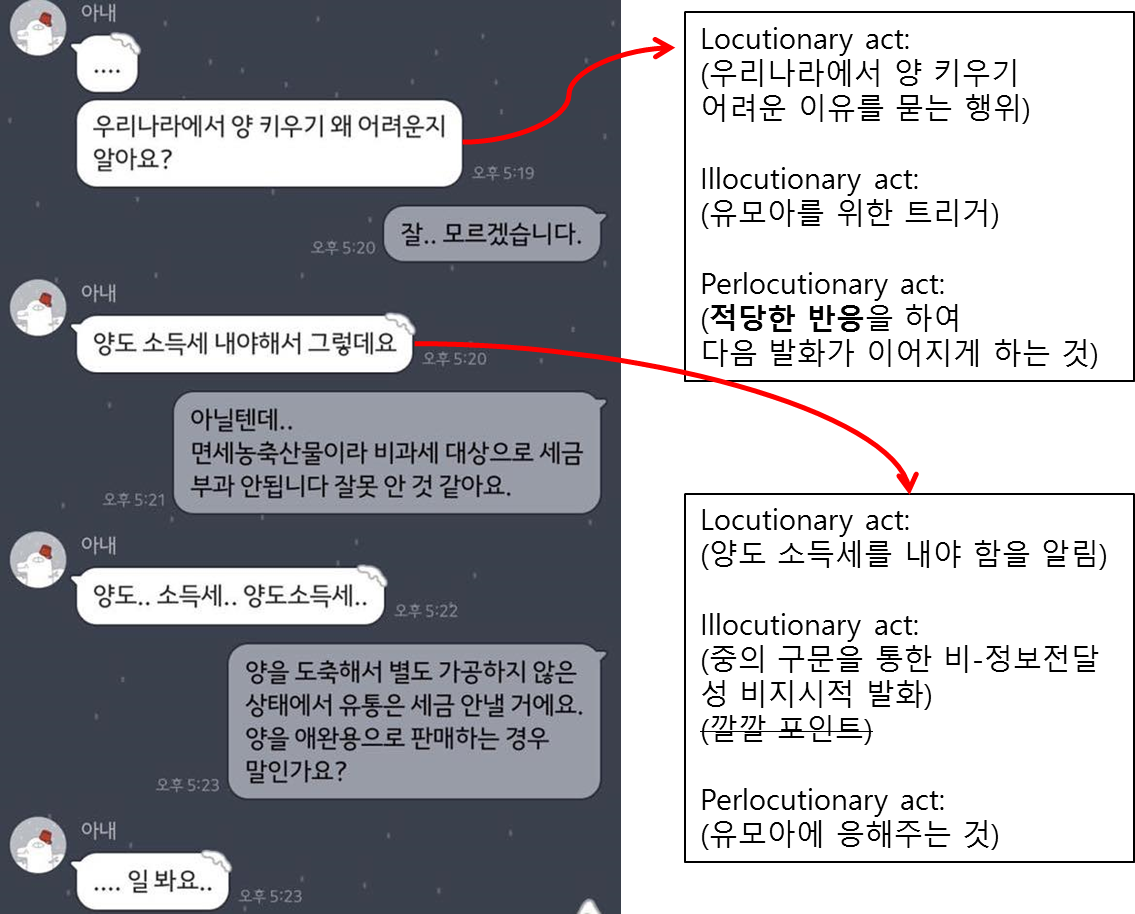 아내
....
우리나라에서 양 키우기 왜 어려운지
알아요?
오후 5:19
잘.. 모르겠습니다.
오후 5:20
아내
양도 소득세 내야해서 그렇데요
오후 5:20
아닐텐데..
면세농축산물이라 비과세 대상으로 세금
부과 안됩니다 잘못 안 것 같아요.
오후 5:21
아내
양도.. 소득세.. 양도소득세..
오후 5:22
양을 도축해서 별도 가공하지 않은
상태에서 유통은 세금 안낼 거에요.
양을 애완용으로 판매하는 경우
말인가요?
오후 5:23
아내
.... 일 봐요..
오후 5:23
Locutionary act:
(우리나라에서 양 키우기
어려운 이유를 묻는 행위)
Illocutionary act:
(유모아를 위한 트리거)
Perlocutionary act:
(적당한 반응을 하여
다음 발화가 이어지게 하는 것)
Locutionary act:
(양도 소득세를 내야 함을 알림)
Illocutionary act:
(중의 구문을 통한 비-정보전달
성 비지시적 발화)
(깔깔 포인트)
Perlocutionary act:
(유모아에 응해주는 것)